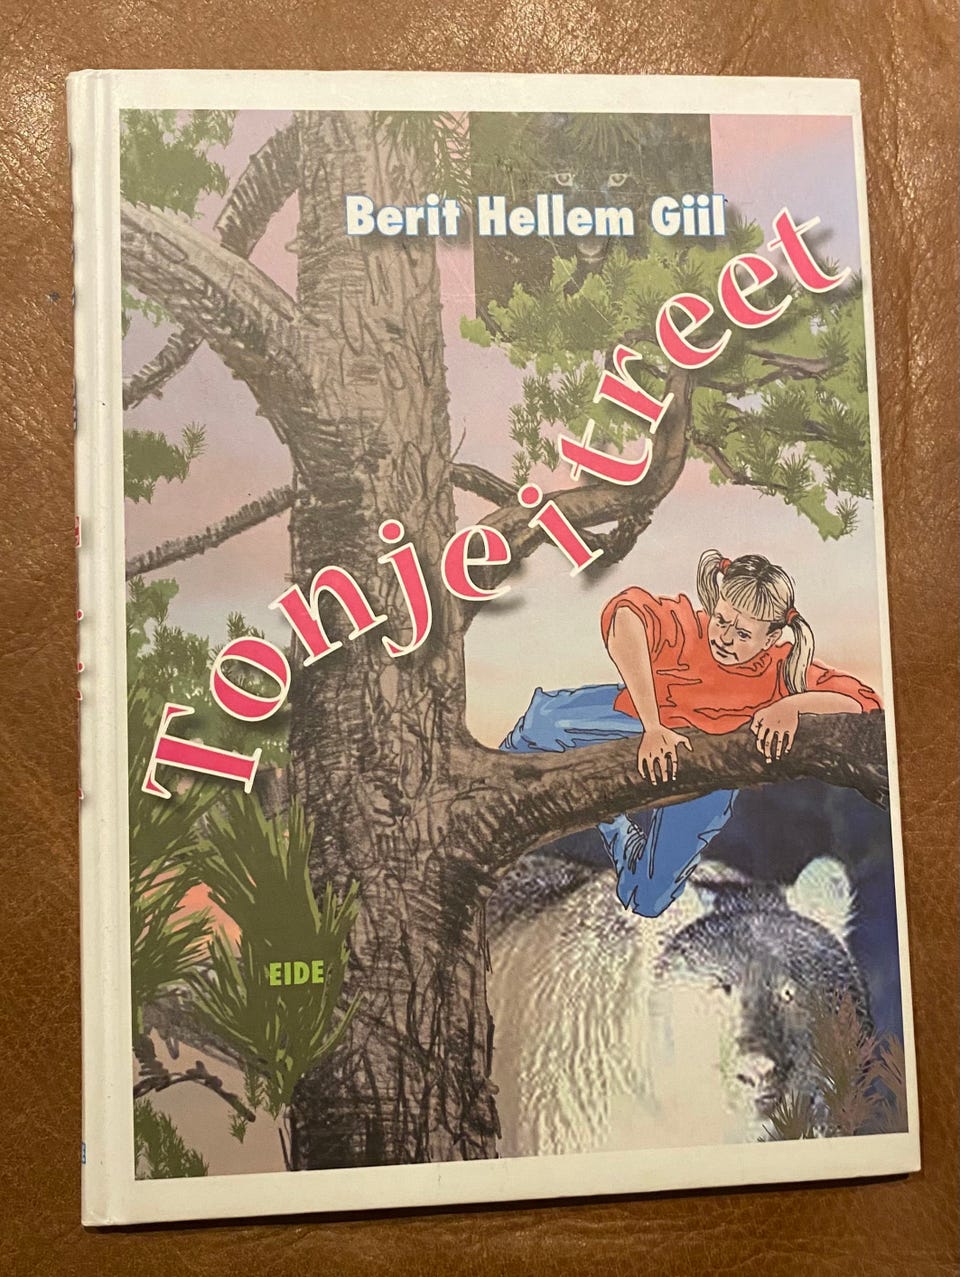 Berit Hellem Giil
Tonje i treet
EIDE